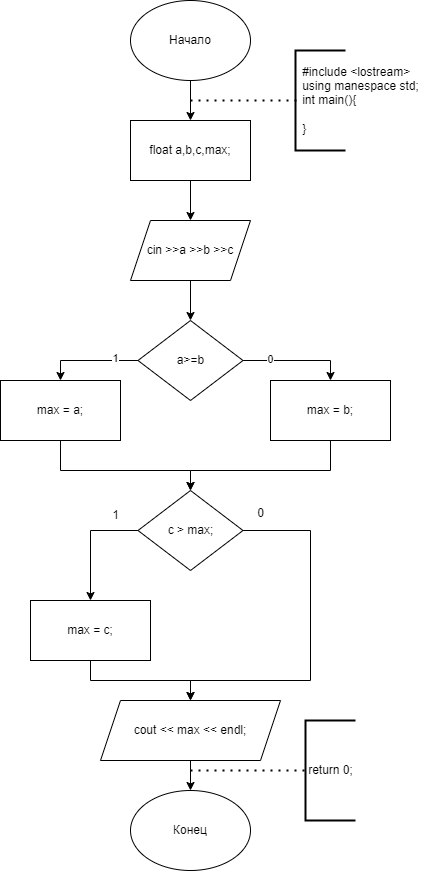 Начало
#include <lostream>
using manespace std;
int main(){
}
float a,b,c,max;
cin >>a >>b >>c
a>=b
1
0
max = a;
max = b;
c > max;
1
0
max = c;
cout << max << endl;
return 0;
Конец